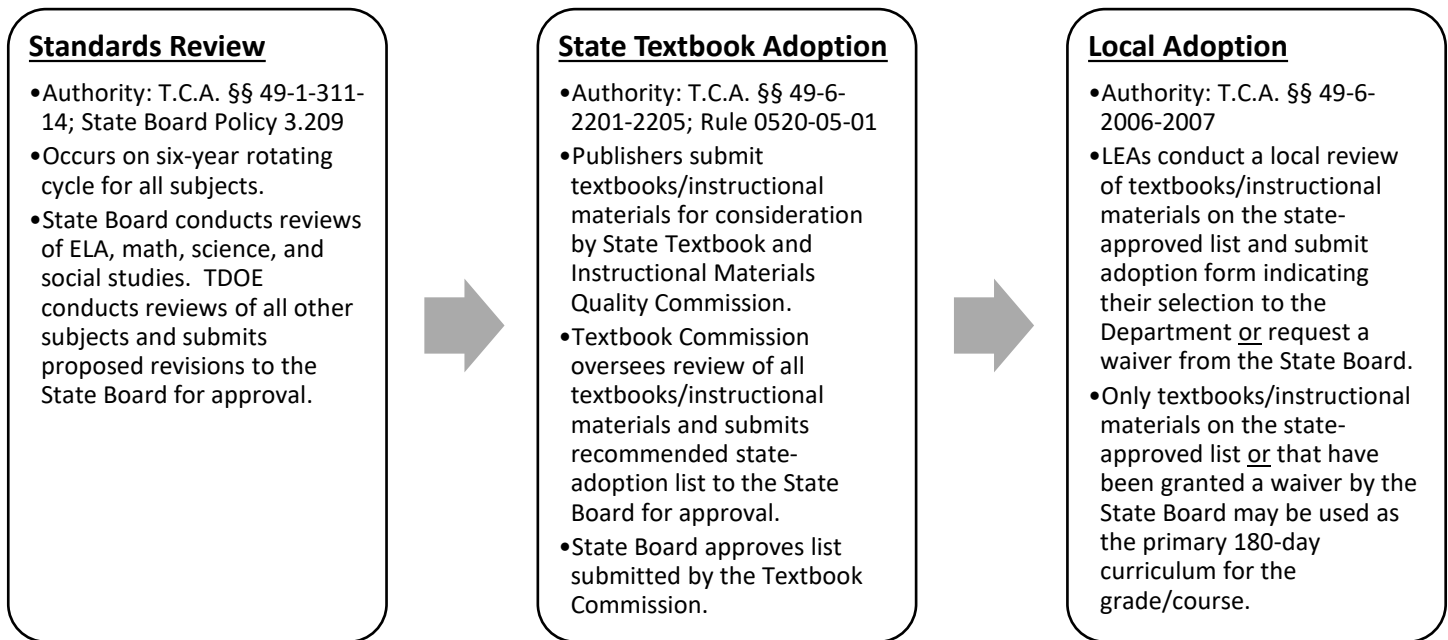 Standards Review
•Authority: T.C.A. §§ 49-1-311-
14; State Board Policy 3.209
•Occurs on six-year rotating
cycle for all subjects.
•State Board conducts reviews
of ELA, math, science, and
social studies.  TDOE
conducts reviews of all other
subjects and submits
proposed revisions to the
State Board for approval.
State Textbook Adoption
•Authority: T.C.A. §§ 49-6-
2201-2205; Rule 0520-05-01
•Publishers submit
textbooks/instructional
materials for consideration
by State Textbook and
Instructional Materials
Quality Commission.
•Textbook Commission
oversees review of all
textbooks/instructional
materials and submits
recommended state-
adoption list to the State
Board for approval.
•State Board approves list
submitted by the Textbook
Commission.
Local Adoption
•Authority: T.C.A. §§ 49-6-
2006-2007
•LEAs conduct a local review
of textbooks/instructional
materials on the state-
approved list and submit
adoption form indicating
their selection to the
Department or request a
waiver from the State Board.
•Only textbooks/instructional
materials on the state-
approved list or that have
been granted a waiver by the
State Board may be used as
the primary 180-day
curriculum for the
grade/course.